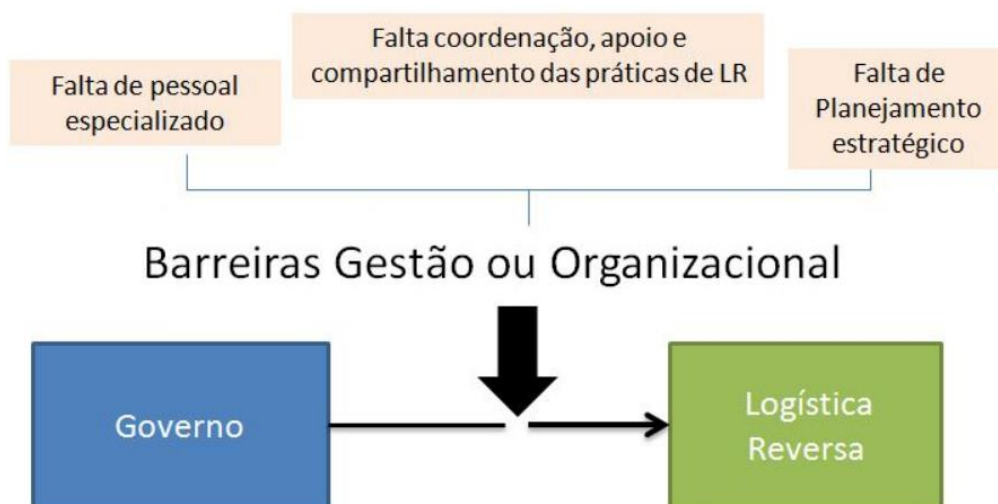 Falta de pessoal
especializado
Falta coordenação, apoio e
compartilhamento das práticas de LR
Falta de
Planejamento
estratégico
Barreiras Gestão ou Organizacional
Governo
Logística
Reversa